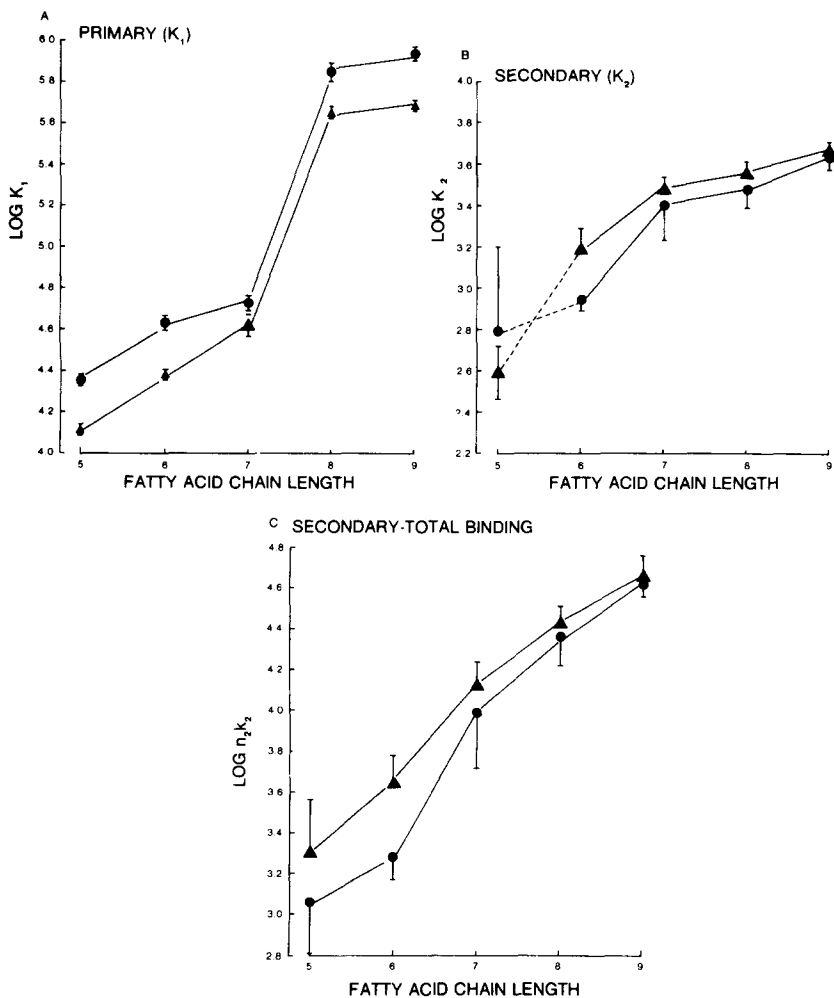 A
PRIMARY (K1)
6.0
5.8
5.6
5.4
5.2
5.0
4.8
4.6
4.4
4.2
4.0
LOG K1
5 6 7 8 9
FATTY ACID CHAIN LENGTH
B
SECONDARY (K2)
4.0
3.8
3.6
3.4
3.2
3.0
2.8
2.6
2.4
2.2
LOG K2
5 6 7 8 9
FATTY ACID CHAIN LENGTH
C SECONDARY-TOTAL BINDING
4.8
4.6
4.4
4.2
4.0
3.8
3.6
3.4
3.2
3.0
2.8
LOG n2k2
5 6 7 8 9
FATTY ACID CHAIN LENGTH